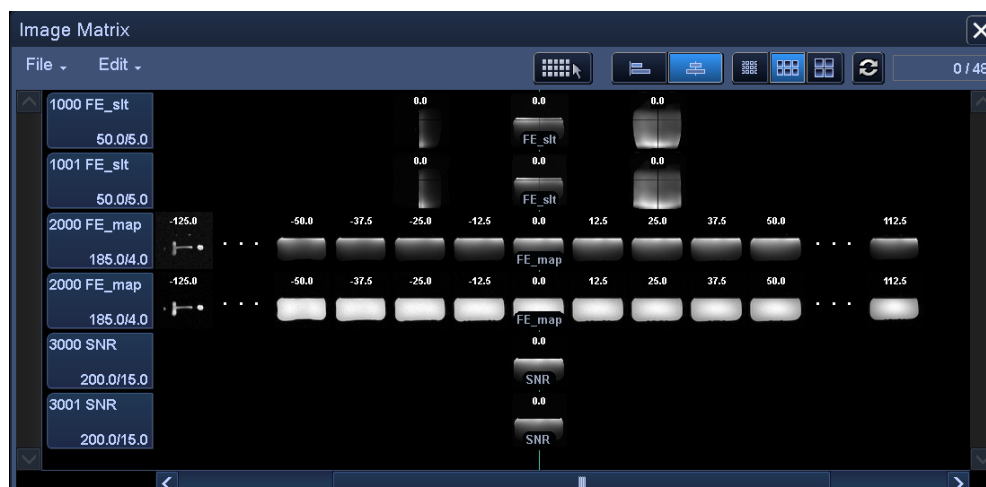 Image Matrix
File Edit
0 / 48
1000 FE_slt 0.0 0.0 0.0
50.0/5.0 FE_slt
1001 FE_slt 0.0 0.0 0.0
50.0/5.0 FE_slt
2000 FE_map -125.0 -50.0 -37.5 -25.0 -12.5 0.0 12.5 25.0 37.5 50.0 112.5
185.0/4.0 FE_map
2000 FE_map -125.0 -50.0 -37.5 -25.0 -12.5 0.0 12.5 25.0 37.5 50.0 112.5
185.0/4.0 FE_map
3000 SNR 0.0
200.0/15.0 SNR
3001 SNR 0.0
200.0/15.0 SNR